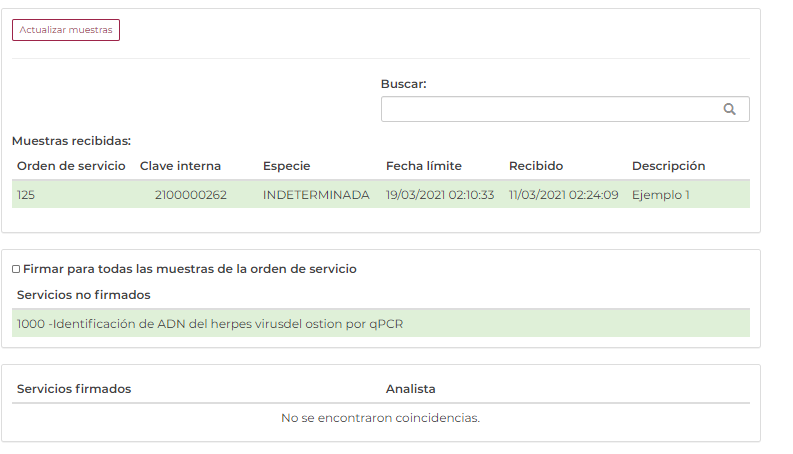 Actualizar muestras
Buscar:
Muestras recibidas:
Orden de servicio Clave interna Especie Fecha límite Recibido Descripción
125 2100000262 INDETERMINADA 19/03/2021 02:10:33 11/03/2021 02:24:09 Ejemplo 1
Firmar para todas las muestras de la orden de servicio
Servicios no firmados
1000 -Identificación de ADN del herpes virusdel ostion por qPCR
Servicios firmados Analista
No se encontraron coincidencias.